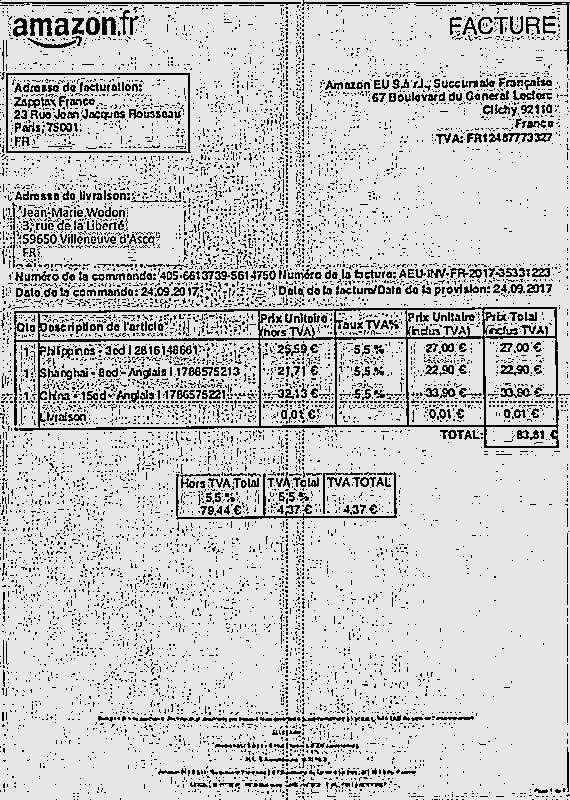 amazon.fr
FACTURE
Adresse de facturation:
Zapptax France
23 Rue Jean Jacques Rousseau
Paris, 75001
FR
Amazon EU S.à r.l., Succursale Française
67 Boulevard du General Leclerc
Clichy 92110
France
TVA: FR12487773327
Adresse de livraison:
Jean-Marie Wodon
3, rue de la Liberté
59650 Villeneuve d'Ascq
FR
Numéro de la commande: 405-6613739-5614750 Numéro de la facture: AEU-INV-FR-2017-35331223
Date de la commande: 24.09.2017 Date de la facture/Date de la provision: 24.09.2017
Qté Description de l'article Prix Unitaire (hors TVA) Taux TVA% Prix Unitaire (inclus TVA) Prix Total (inclus TVA)
1 Philippines - 3ed | 2816148661 25,59 € 5,5 % 27,00 € 27,00 €
1 Shanghai - 8ed - Anglais | 1786575213 21,71 € 5,5 % 22,90 € 22,90 €
1 China - 15ed - Anglais | 1786575221 32,13 € 5,5 % 33,90 € 33,90 €
Livraison 0,01 € 0,01 € 0,01 €
TOTAL: 83,81 €
Hors TVA Total TVA Total TVA TOTAL
5,5 % 5,5 %
79,44 € 4,37 € 4,37 €